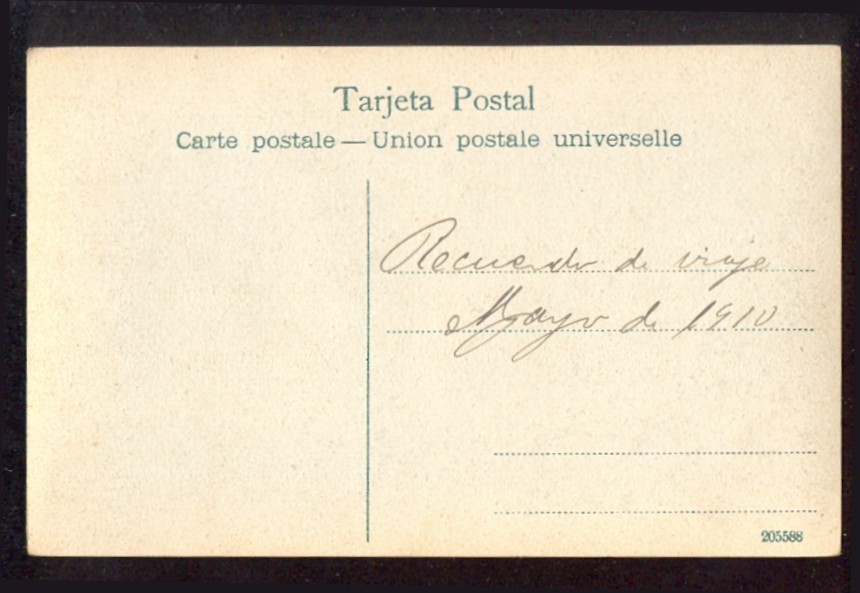 Tarjeta Postal
Carte postale — Union postale universelle
Recuerdo de viaje
Mayo de 1910
205588